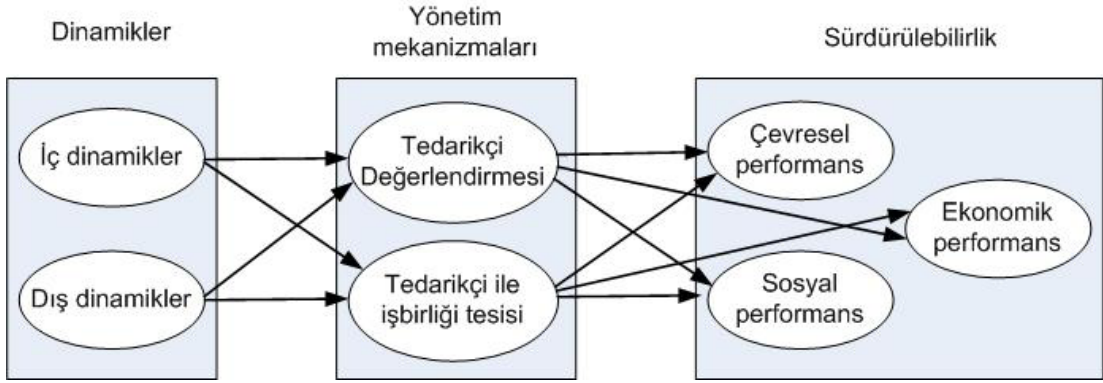 Dinamikler
Yönetim
mekanizmaları
Sürdürülebilirlik
İç dinamikler
Dış dinamikler
Tedarikçi
Değerlendirmesi
Tedarikçi ile
işbirliği tesisi
Çevresel
performans
Sosyal
performans
Ekonomik
performans